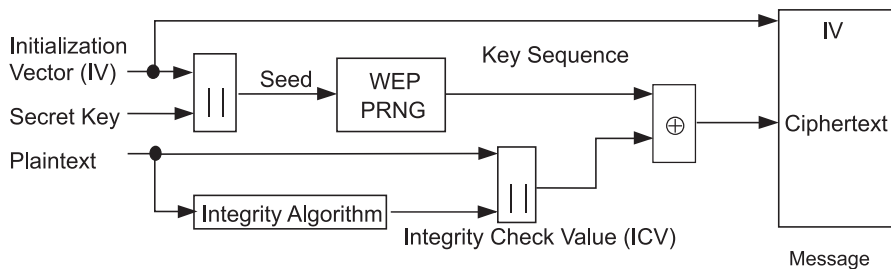 Initialization
Vector (IV)
Secret Key
Plaintext
||
Seed
WEP
PRNG
Key Sequence
Integrity Algorithm
||
Integrity Check Value (ICV)
⊕
IV
Ciphertext
Message